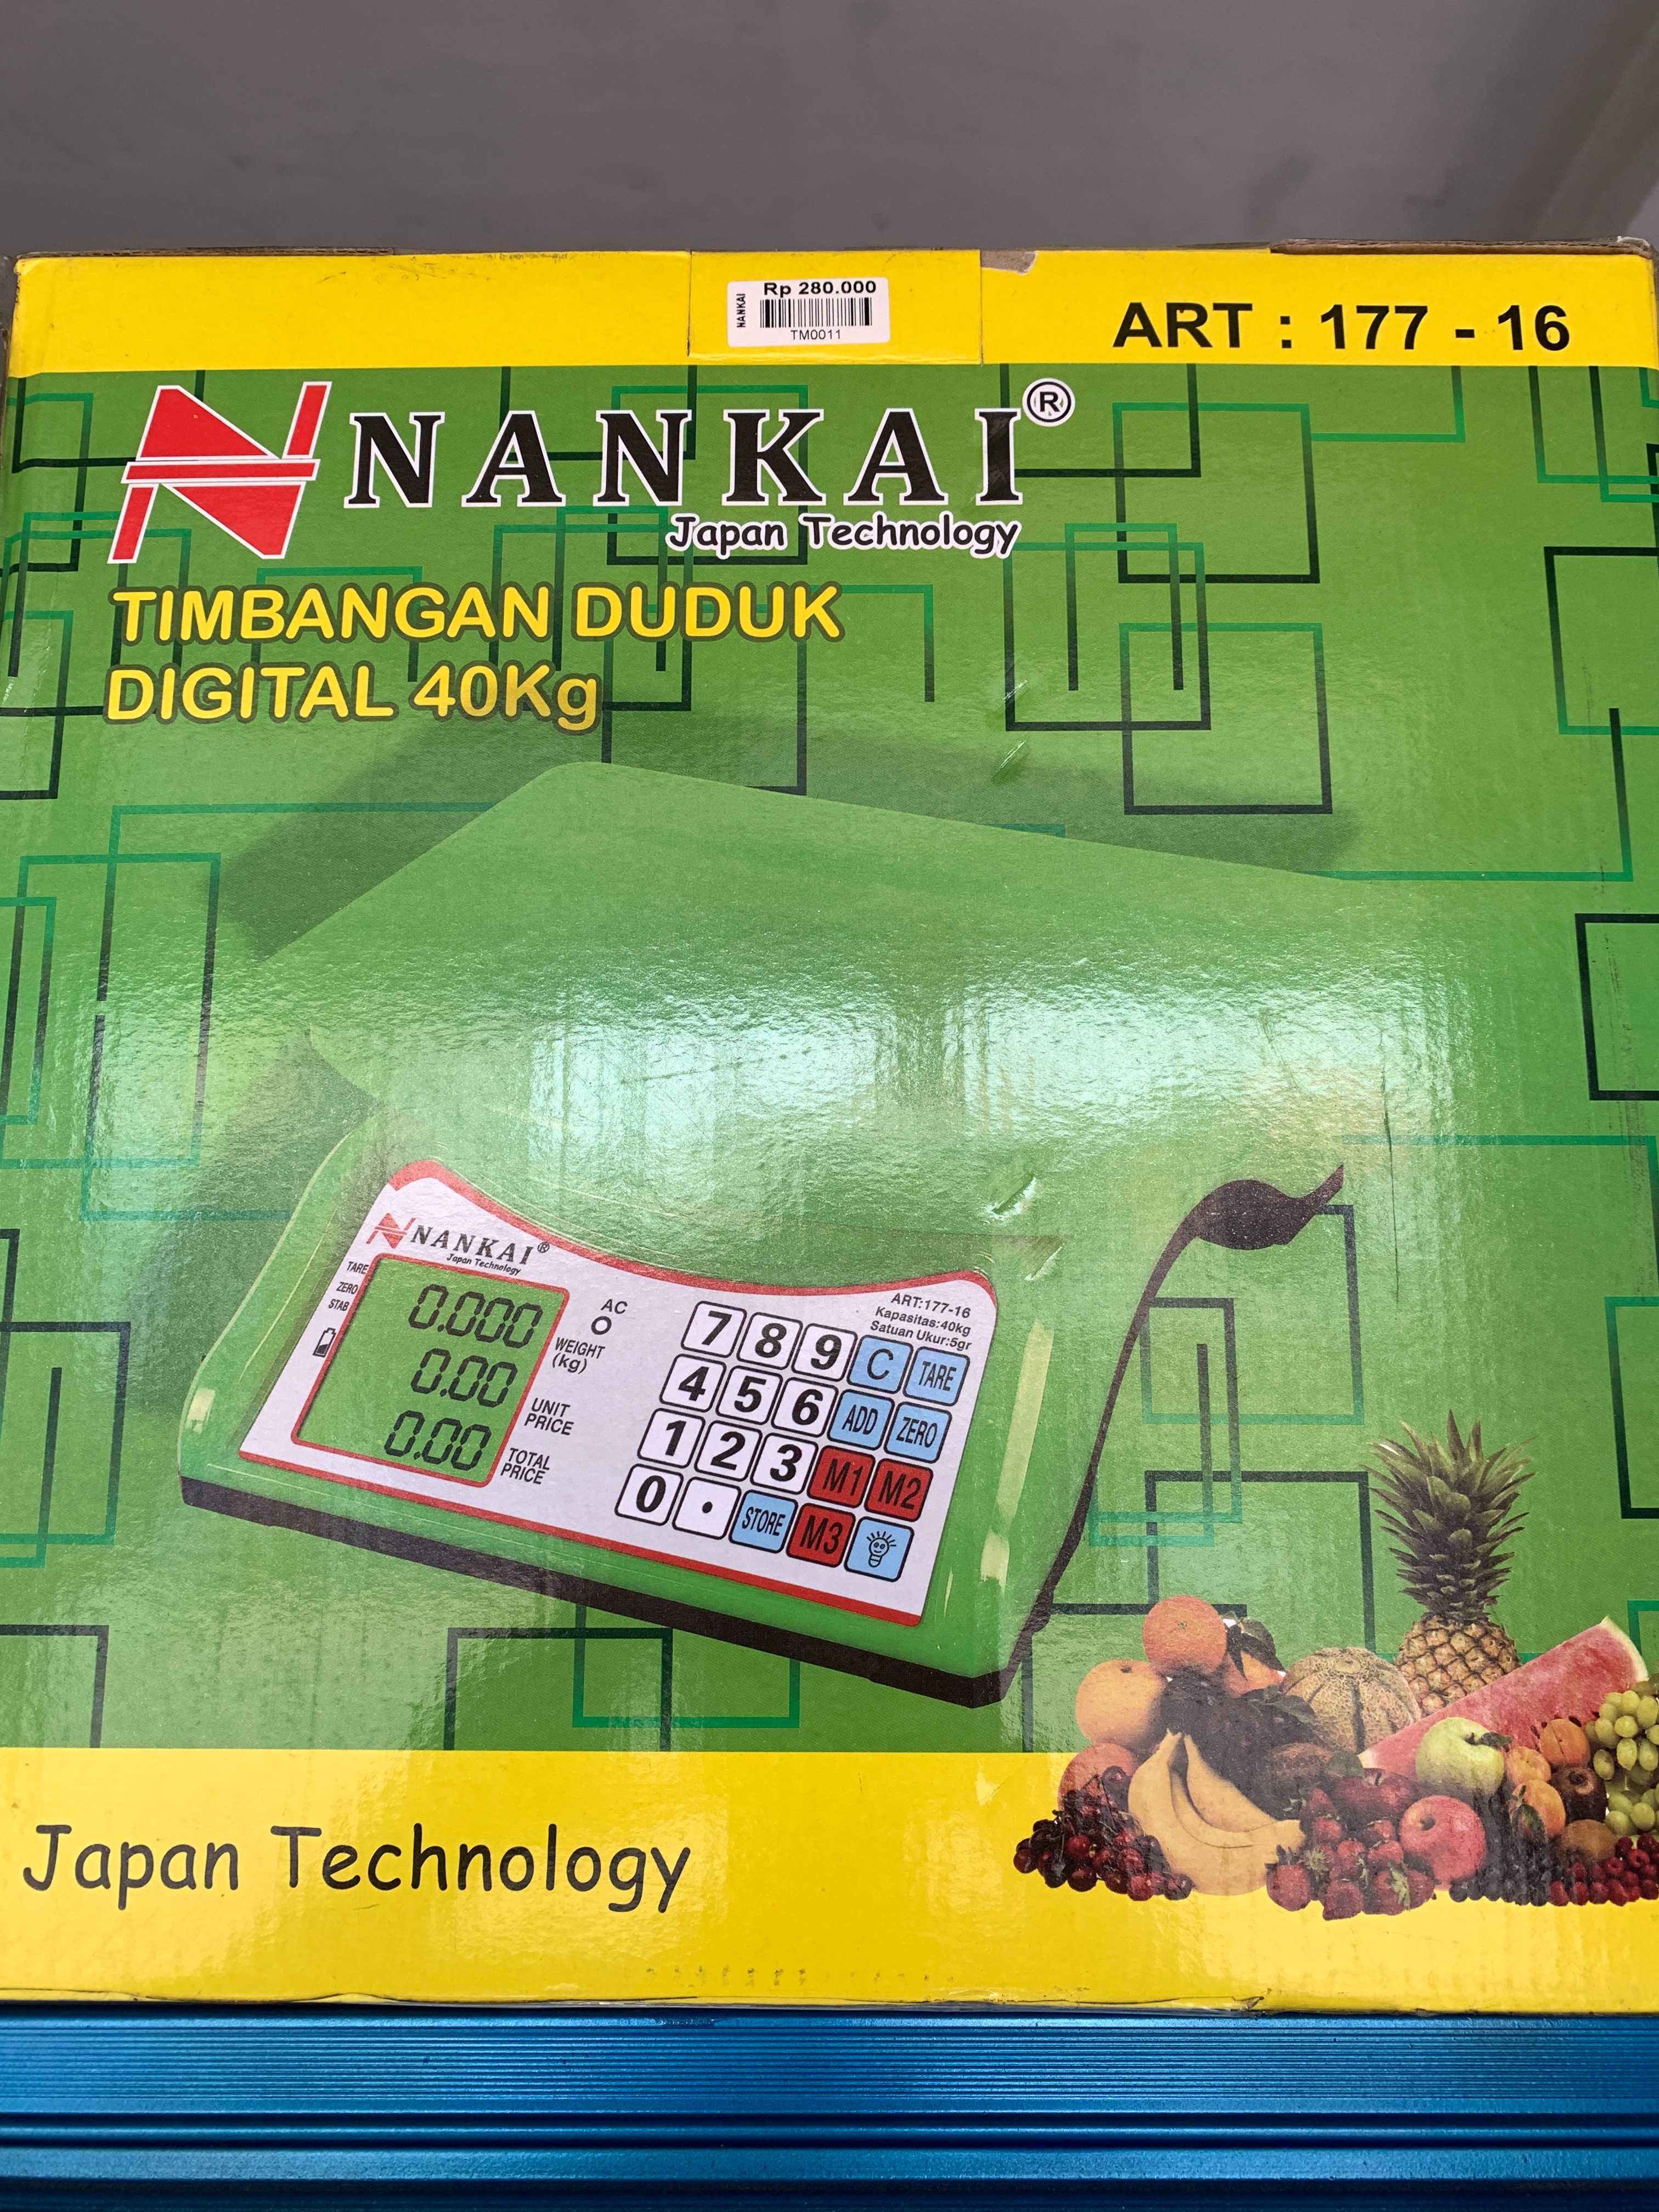 Rp 280.000
NANKAI
TM0011
ART : 177 - 16
NANKAI®
Japan Technology
TIMBANGAN DUDUK
DIGITAL 40Kg
NANKAI®
Japan Technology
TARE
ZERO
STAB
0.000
0.00
0.00
AC
WEIGHT
(kg)
UNIT
PRICE
TOTAL
PRICE
ART:177-16
Kapasitas:40kg
Satuan Ukur:5gr
7 8 9 C TARE
4 5 6 ADD ZERO
1 2 3 M1 M2
0 . STORE M3
Japan Technology